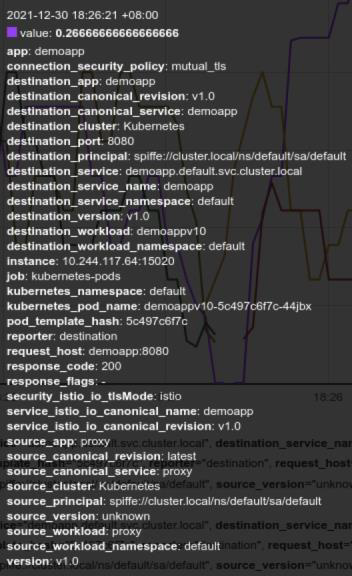 2021-12-30 18:26:21 +08:00
value: 0.26666666666666666
app: demoapp
connection_security_policy: mutual_tls
destination_app: demoapp
destination_canonical_revision: v1.0
destination_canonical_service: demoapp
destination_cluster: Kubernetes
destination_port: 8080
destination_principal: spiffe://cluster.local/ns/default/sa/default
destination_service: demoapp.default.svc.cluster.local
destination_service_name: demoapp
destination_service_namespace: default
destination_version: v1.0
destination_workload: demoappv10
destination_workload_namespace: default
instance: 10.244.117.64:15020
job: kubernetes-pods
kubernetes_namespace: default
kubernetes_pod_name: demoappv10-5c497c6f7c-44jbx
pod_template_hash: 5c497c6f7c
reporter: destination
request_host: demoapp:8080
response_code: 200
response_flags: -
18:26
security_istio_io_tlsMode: istio
service_istio_io_canonical_name: demoapp
service_istio_io_canonical_revision: v1.0
source_app: proxy
source_canonical_revision: latest
source_canonical_service: proxy
source_cluster: Kubernetes
source_principal: spiffe://cluster.local/ns/default/sa/default
source_version: unknown
source_workload: proxy
source_workload_namespace: default
version: v1.0